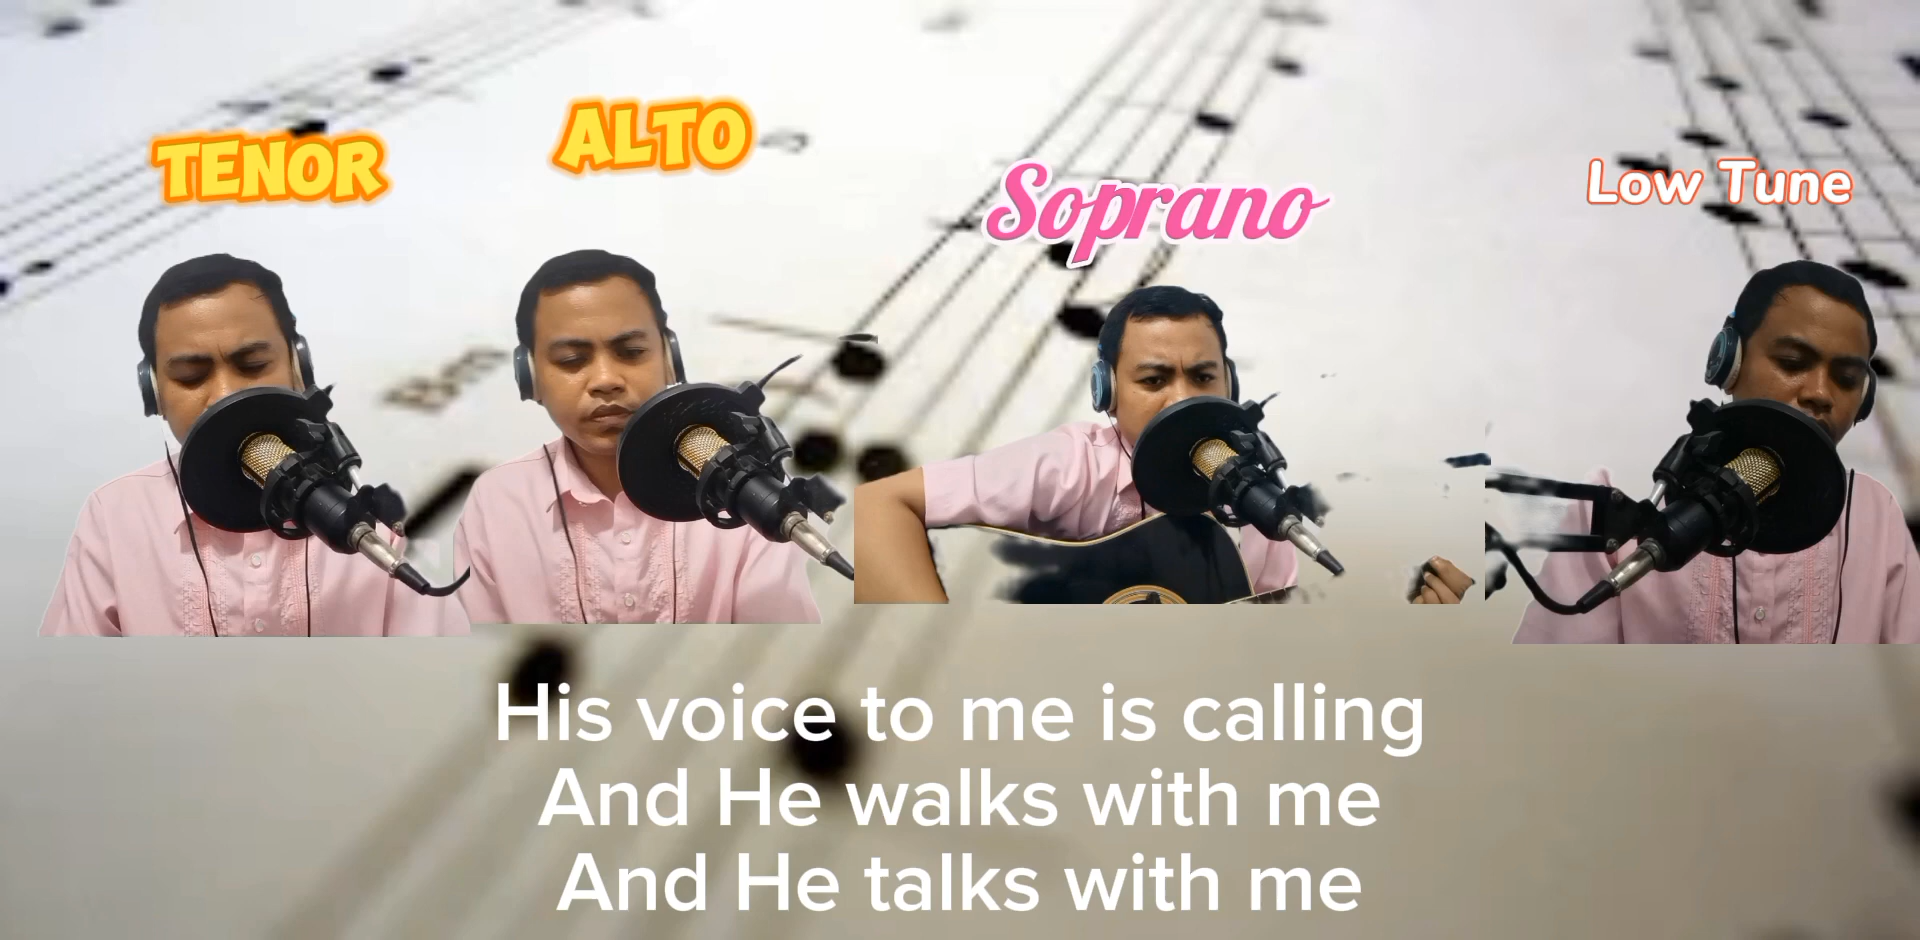 TENOR
ALTO
Soprano
Low Tune
His voice to me is calling
And He walks with me
And He talks with me